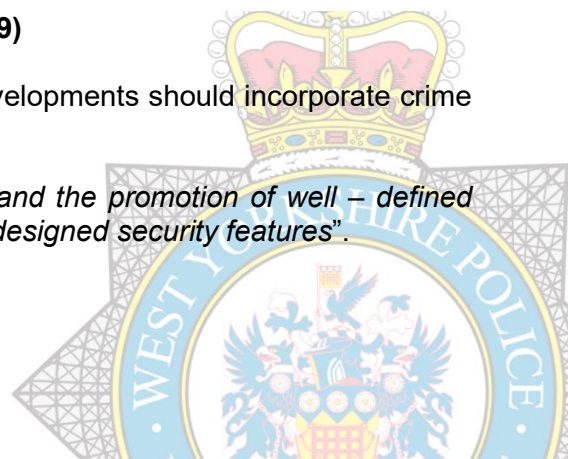 9)
velopments should incorporate crime
and the promotion of well – defined
designed security features”.
WEST YORKSHIRE POLICE